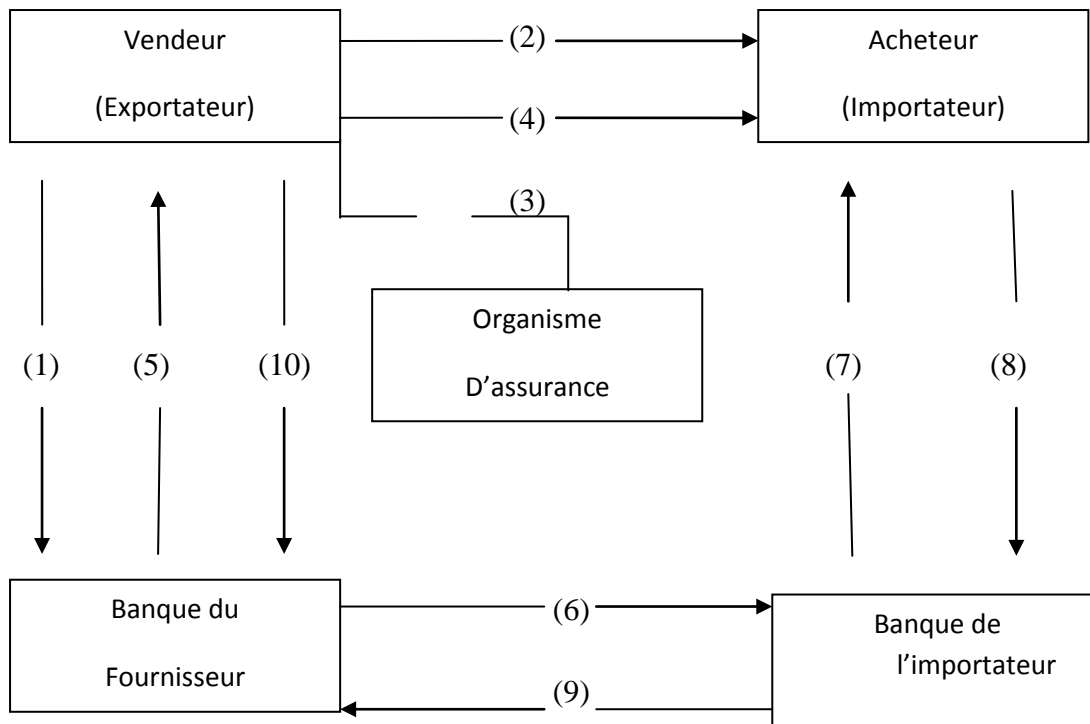 Vendeur
(Exportateur)
(2)
Acheteur
(Importateur)
(4)
(3)
Organisme
D’assurance
(1)
(5)
(10)
(7)
(8)
Banque du
Fournisseur
(6)
(9)
Banque de
l’importateur